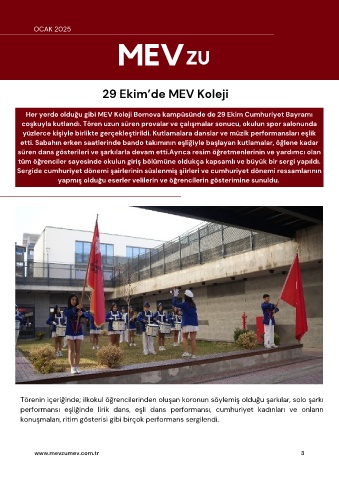 OCAK 2025
MEVZU
29 Ekim’de MEV Koleji
Her yerde olduğu gibi MEV Koleji Bornova kampüsünde de 29 Ekim Cumhuriyet Bayramı
coşkuyla kutlandı. Tören uzun süren provalar ve çalışmalar sonucu, okulun spor salonunda
yüzlerce kişiyle birlikte gerçekleştirildi. Kutlamalara danslar ve müzik performansları eşlik
etti. Sabahın erken saatlerinde bando takımının eşliğiyle başlayan kutlamalar, öğlene kadar
süren dans gösterileri ve şarkılarla devam etti.Ayrıca resim öğretmenlerinin ve yardımcı olan
tüm öğrenciler sayesinde okulun giriş bölümüne oldukça kapsamlı ve büyük bir sergi yapıldı.
Sergide cumhuriyet dönemi şairlerinin süslenmiş şiirleri ve cumhuriyet dönemi ressamlarının
yapmış olduğu eserler velilerin ve öğrencilerin gösterimine sunuldu.
Törenin içeriğinde; ilkokul öğrencilerinden oluşan koronun söylemiş olduğu şarkılar, solo şarkı
performansı eşliğinde lirik dans, eşli dans performansı, cumhuriyet kadınları ve onların
konuşmaları, ritim gösterisi gibi birçok performans sergilendi.
www.mevzumev.com.tr 3